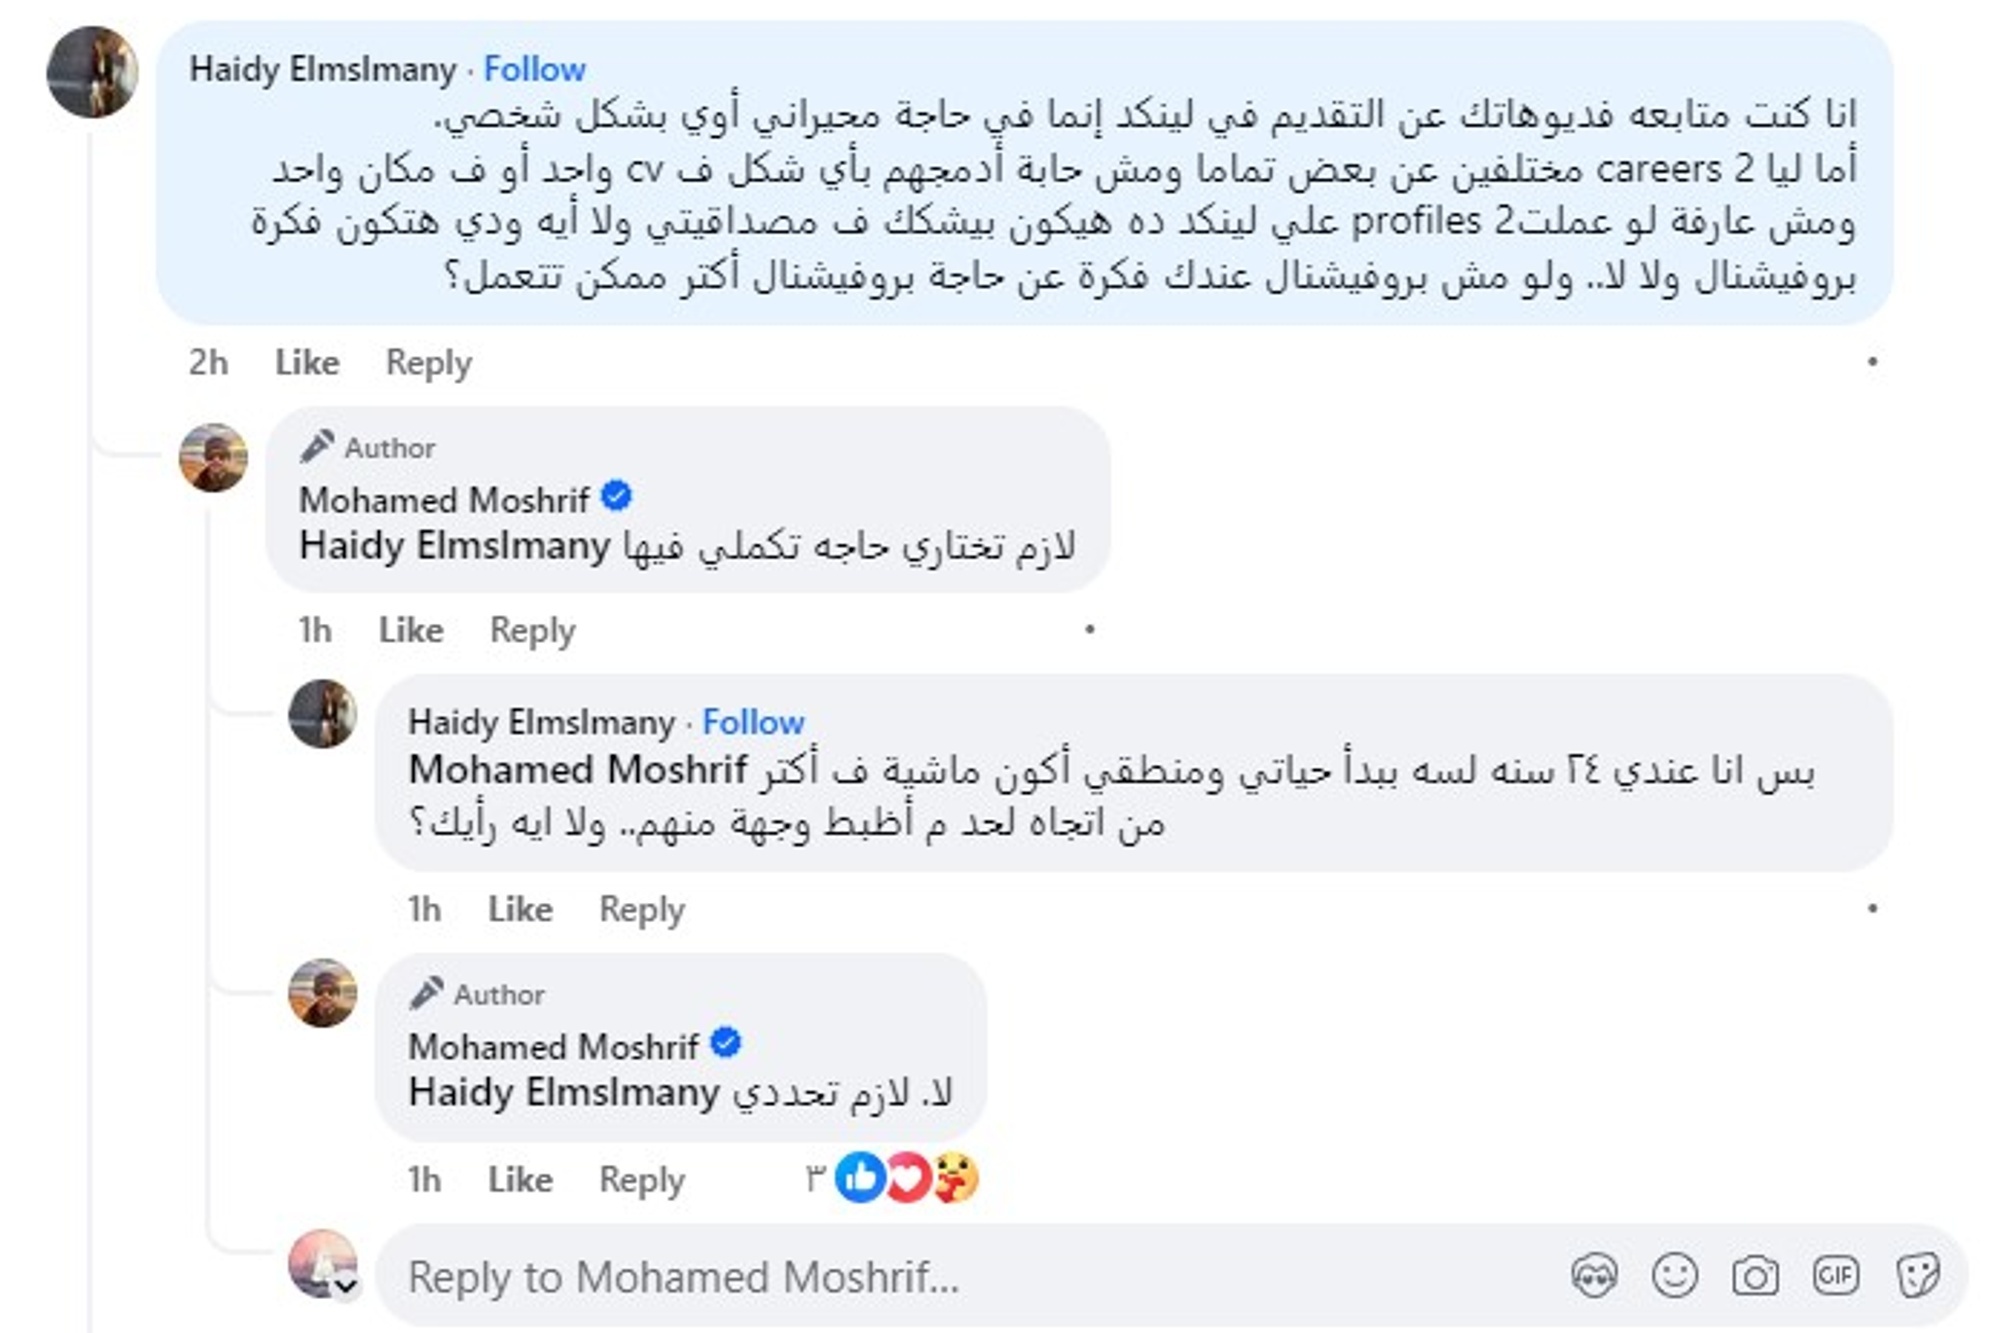 Haidy Elmslmany · Follow
انا كنت متابعه فديوهاتك عن التقديم في لينكد إنما في حاجة محيراني أوي بشكل شخصي.
أما ليا 2 careers مختلفين عن بعض تماما ومش حابة أدمجهم بأي شكل ف cv واحد أو ف مكان واحد
ومش عارفة لو عملت2 profiles علي لينكد ده هيكون بيشكك ف مصداقيتي ولا أيه ودي هتكون فكرة
بروفيشنال ولا لا.. ولو مش بروفيشنال عندك فكرة عن حاجة بروفيشنال أكتر ممكن تتعمل؟
2h Like Reply
Author
Mohamed Moshrif
Haidy Elmslmany لازم تختاري حاجه تكملي فيها
1h Like Reply
Haidy Elmslmany · Follow
Mohamed Moshrif بس انا عندي ٢٤ سنه لسه ببدأ حياتي ومنطقي أكون ماشية ف أكتر
من اتجاه لحد م أظبط وجهة منهم.. ولا ايه رأيك؟
1h Like Reply
Author
Mohamed Moshrif
Haidy Elmslmany لا. لازم تحددي
1h Like Reply ٣
Reply to Mohamed Moshrif...
GIF